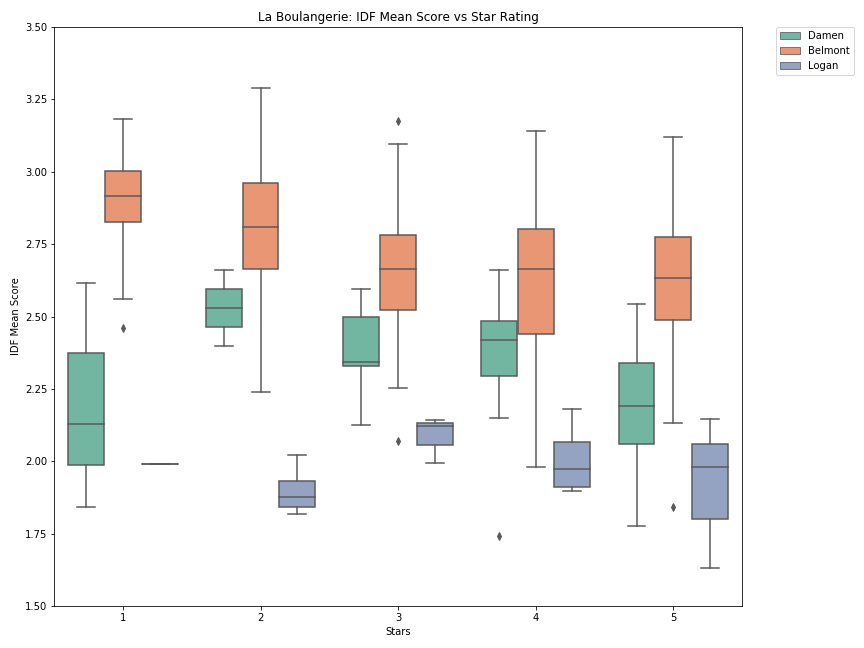 La Boulangerie: IDF Mean Score vs Star Rating
Damen
Belmont
Logan
3.50
3.25
3.00
2.75
2.50
2.25
2.00
1.75
1.50
IDF Mean Score
1 2 3 4 5
Stars